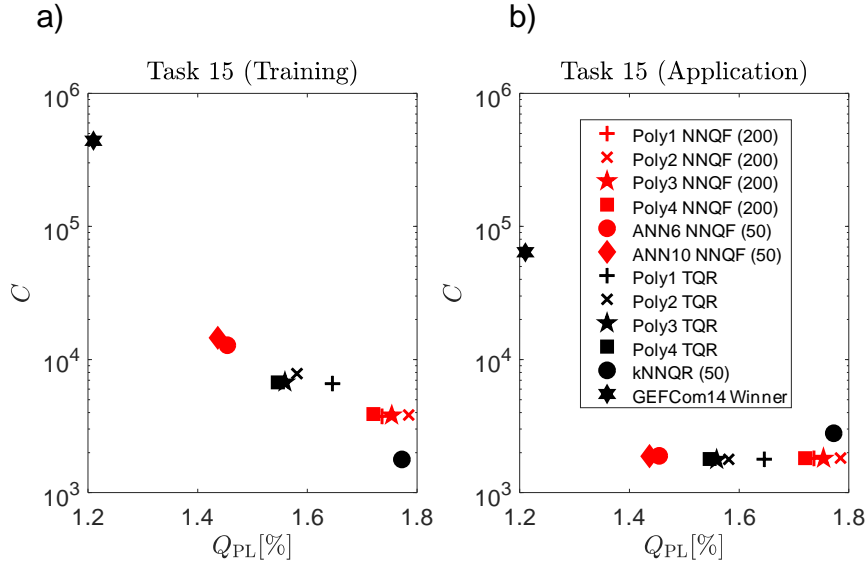 a)
Task 15 (Training)
10^6
10^5
10^4
10^3
C
1.2
1.4
1.6
1.8
Q_PL[%]
b)
Task 15 (Application)
10^6
10^5
10^4
10^3
C
Poly1 NNQF (200)
Poly2 NNQF (200)
Poly3 NNQF (200)
Poly4 NNQF (200)
ANN6 NNQF (50)
ANN10 NNQF (50)
Poly1 TQR
Poly2 TQR
Poly3 TQR
Poly4 TQR
kNNQR (50)
GEFCom14 Winner
1.2
1.4
1.6
1.8
Q_PL[%]